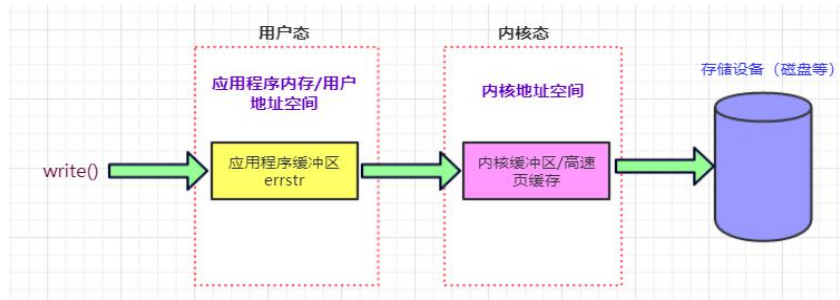 用户态
内核态
存储设备（磁盘等）
应用程序内存/用户
地址空间
内核地址空间
write()
应用程序缓冲区
errstr
内核缓冲区/高速
页缓存